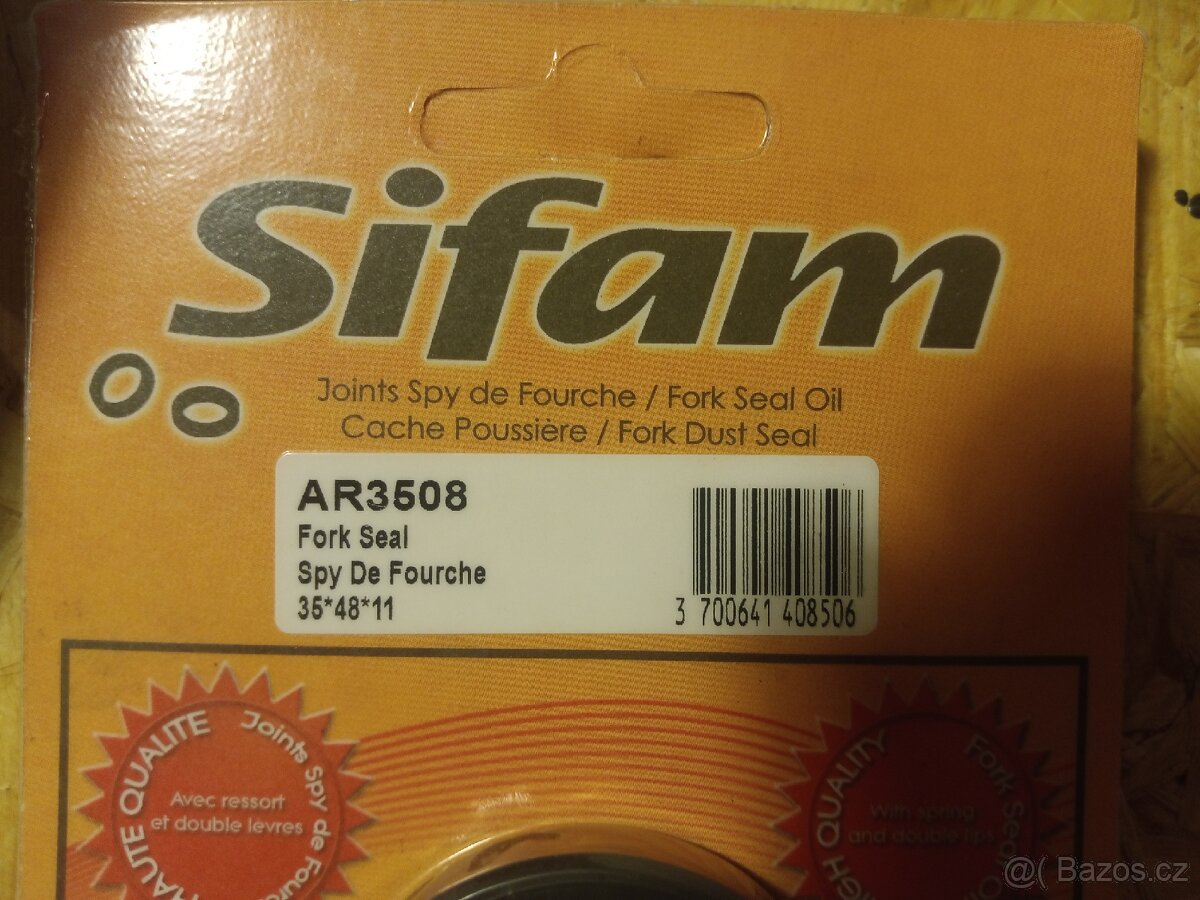 Sifam
Joints Spy de Fourche / Fork Seal Oil
Cache Poussière / Fork Dust Seal
AR3508
Fork Seal
Spy De Fourche
35*48*11
3 700641 408506
HAUTE QUALITE
Joints Spy de
Avec ressort
et double levres
QUALITY
Fork Seal
With spring
and double lips
@( Bazos.cz